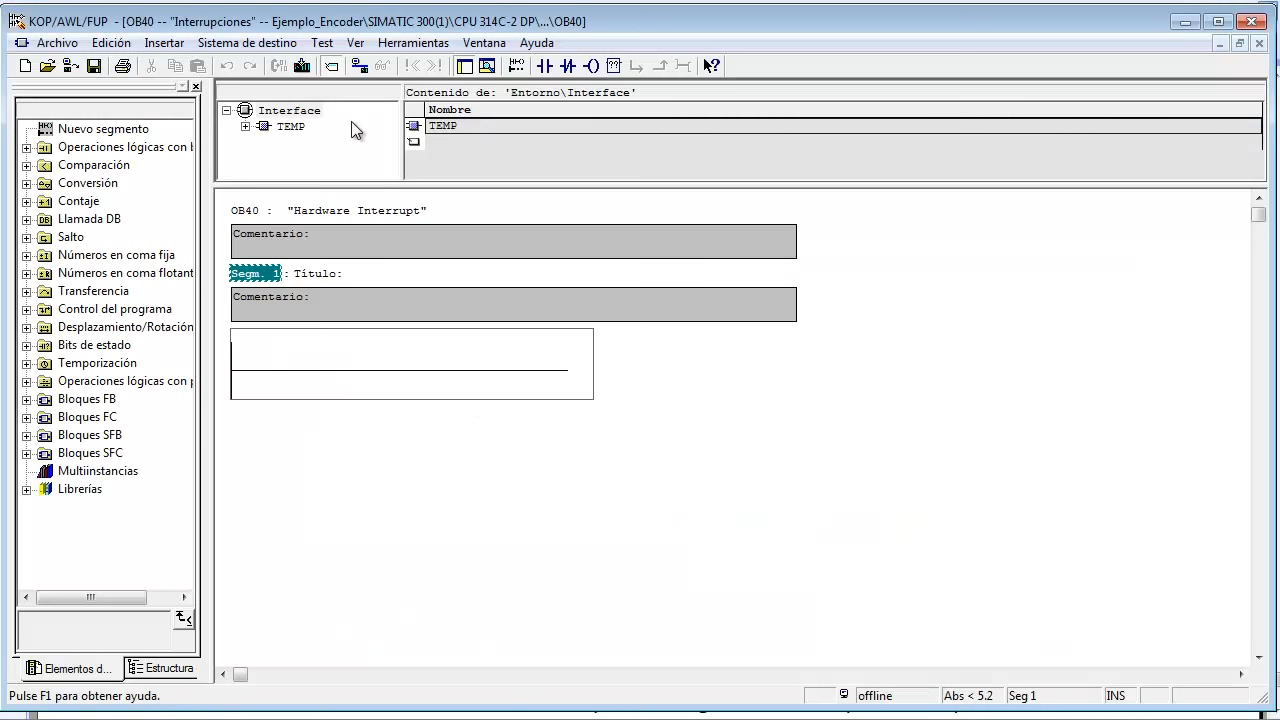 KOP/AWL/FUP - [OB40 -- "Interrupciones" -- Ejemplo_Encoder\SIMATIC 300(1)\CPU 314C-2 DP\...\OB40]
Archivo Edición Insertar Sistema de destino Test Ver Herramientas Ventana Ayuda
Contenido de: 'Entorno\Interface'
Interface
TEMP
Nombre
TEMP
Nuevo segmento
Operaciones lógicas con b
Comparación
Conversión
Contaje
Llamada DB
Salto
Números en coma fija
Números en coma flotant
Transferencia
Control del programa
Desplazamiento/Rotación
Bits de estado
Temporización
Operaciones lógicas con p
Bloques FB
Bloques FC
Bloques SFB
Bloques SFC
Multiinstancias
Librerías
Elementos d... Estructura
OB40 : "Hardware Interrupt"
Comentario:
Segm. 1 : Título:
Comentario:
Pulse F1 para obtener ayuda.
offline Abs < 5.2 Seg 1 INS